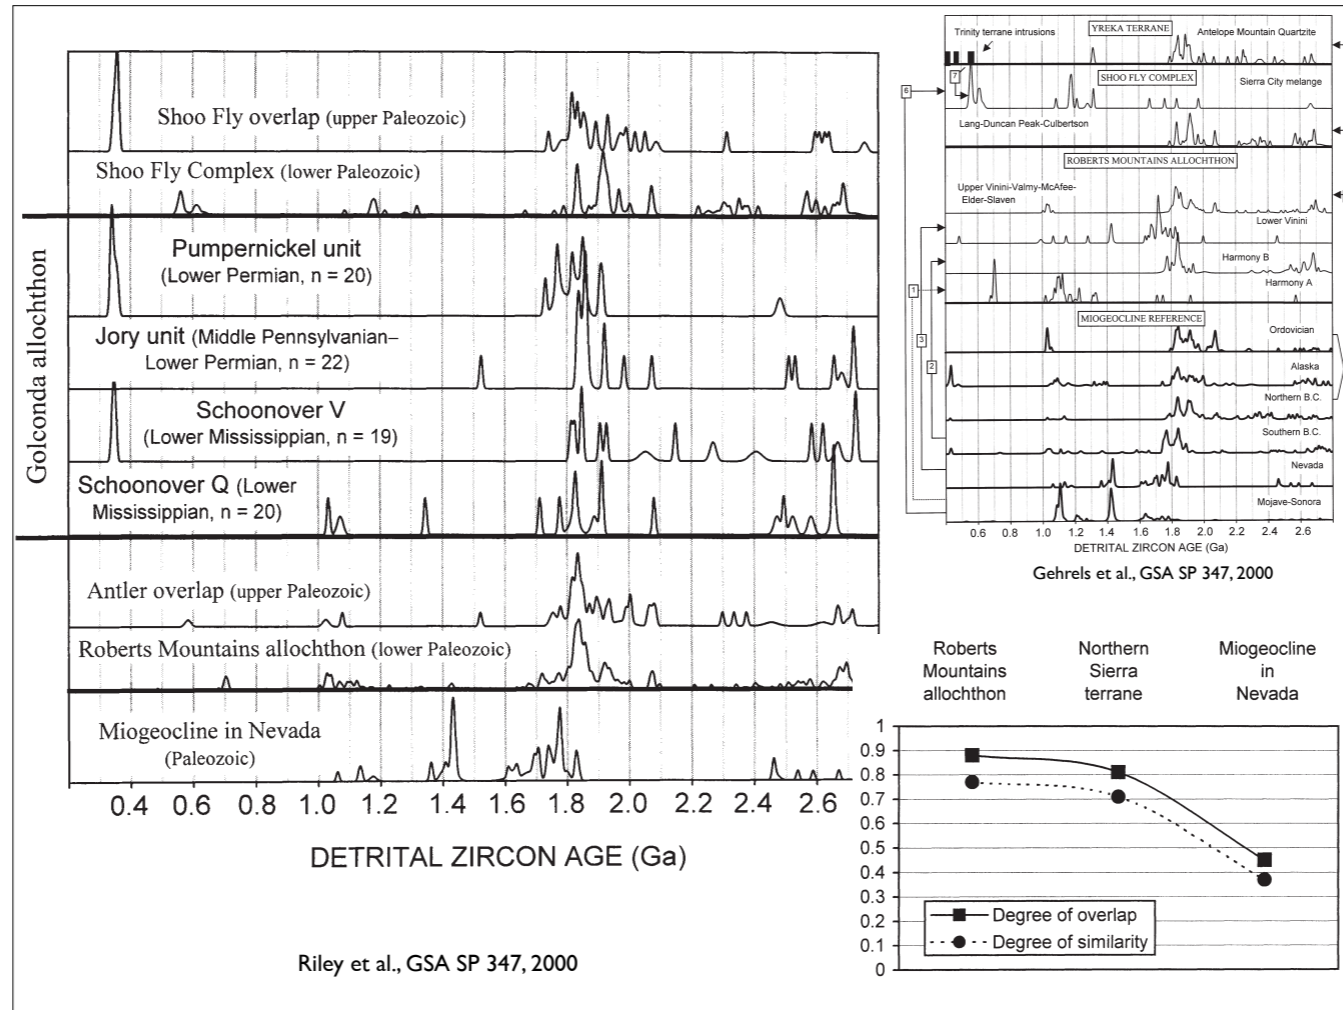 Shoo Fly overlap (upper Paleozoic)
Shoo Fly Complex (lower Paleozoic)
Golconda allochthon
Pumpernickel unit
(Lower Permian, n = 20)
Jory unit (Middle Pennsylvanian–
Lower Permian, n = 22)
Schoonover V
(Lower Mississippian, n = 19)
Schoonover Q (Lower
Mississippian, n = 20)
Antler overlap (upper Paleozoic)
Roberts Mountains allochthon (lower Paleozoic)
Miogeocline in Nevada
(Paleozoic)
0.4 0.6 0.8 1.0 1.2 1.4 1.6 1.8 2.0 2.2 2.4 2.6
DETRITAL ZIRCON AGE (Ga)
Riley et al., GSA SP 347, 2000
YREKA TERRANE
Trinity terrane intrusions
Antelope Mountain Quartzite
7
SHOO FLY COMPLEX
Sierra City melange
6
Lang-Duncan Peak-Culbertson
ROBERTS MOUNTAINS ALLOCHTHON
Upper Vinini-Valmy-McAfee-
Elder-Slaven
Lower Vinini
Harmony B
Harmony A
1
MIOGEOCLINE REFERENCE
Ordovician
3
2
Alaska
Northern B.C.
Southern B.C.
Nevada
Mojave-Sonora
0.6 0.8 1.0 1.2 1.4 1.6 1.8 2.0 2.2 2.4 2.6
DETRITAL ZIRCON AGE (Ga)
Gehrels et al., GSA SP 347, 2000
Roberts
Mountains
allochthon
Northern
Sierra
terrane
Miogeocline
in
Nevada
1
0.9
0.8
0.7
0.6
0.5
0.4
0.3
0.2
0.1
0
Degree of overlap
Degree of similarity